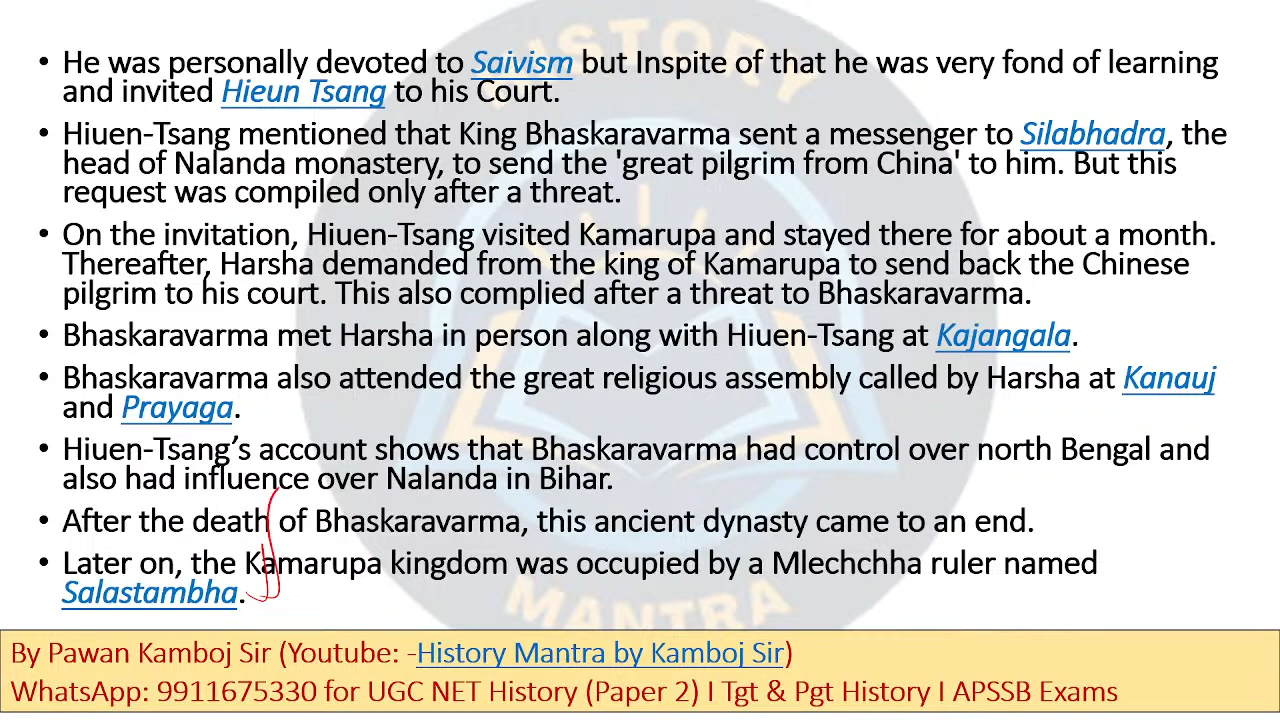 • He was personally devoted to Saivism but Inspite of that he was very fond of learning
and invited Hieun Tsang to his Court.
• Hiuen-Tsang mentioned that King Bhaskaravarma sent a messenger to Silabhadra, the
head of Nalanda monastery, to send the 'great pilgrim from China' to him. But this
request was compiled only after a threat.
• On the invitation, Hiuen-Tsang visited Kamarupa and stayed there for about a month.
Thereafter, Harsha demanded from the king of Kamarupa to send back the Chinese
pilgrim to his court. This also complied after a threat to Bhaskaravarma.
• Bhaskaravarma met Harsha in person along with Hiuen-Tsang at Kajangala.
• Bhaskaravarma also attended the great religious assembly called by Harsha at Kanauj
and Prayaga.
• Hiuen-Tsang’s account shows that Bhaskaravarma had control over north Bengal and
also had influence over Nalanda in Bihar.
• After the death of Bhaskaravarma, this ancient dynasty came to an end.
• Later on, the Kamarupa kingdom was occupied by a Mlechchha ruler named
Salastambha.
HISTORY
MANTRA
By Pawan Kamboj Sir (Youtube: -History Mantra by Kamboj Sir)
WhatsApp: 9911675330 for UGC NET History (Paper 2) I Tgt & Pgt History I APSSB Exams